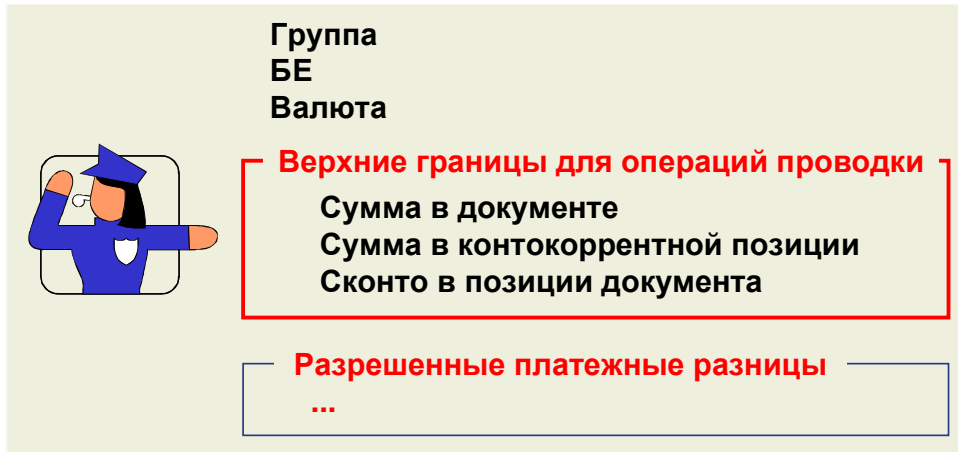 Группа
БЕ
Валюта
Верхние границы для операций проводки
Сумма в документе
Сумма в контокоррентной позиции
Сконто в позиции документа
Разрешенные платежные разницы
...